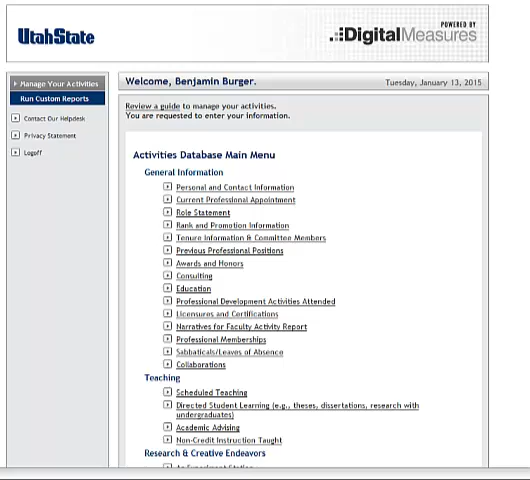 UtahState
POWERED BY
DigitalMeasures
Manage Your Activities
Run Custom Reports
Contact Our Helpdesk
Privacy Statement
Logoff
Welcome, Benjamin Burger.
Tuesday, January 13, 2015
Review a guide to manage your activities.
You are requested to enter your information.
Activities Database Main Menu
General Information
Personal and Contact Information
Current Professional Appointment
Role Statement
Rank and Promotion Information
Tenure Information & Committee Members
Previous Professional Positions
Awards and Honors
Consulting
Education
Professional Development Activities Attended
Licensures and Certifications
Narratives for Faculty Activity Report
Professional Memberships
Sabbaticals/Leaves of Absence
Collaborations
Teaching
Scheduled Teaching
Directed Student Learning (e.g., theses, dissertations, research with
undergraduates)
Academic Advising
Non-Credit Instruction Taught
Research & Creative Endeavors
Ag Experiment Station